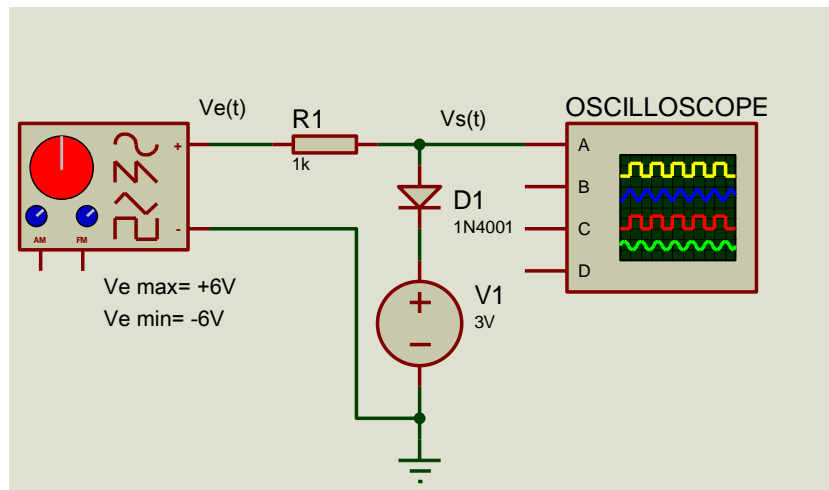 Ve(t)
R1
1k
Vs(t)
OSCILLOSCOPE
+
-
AM
FM
A
B
C
D
D1
1N4001
Ve max= +6V
Ve min= -6V
V1
3V